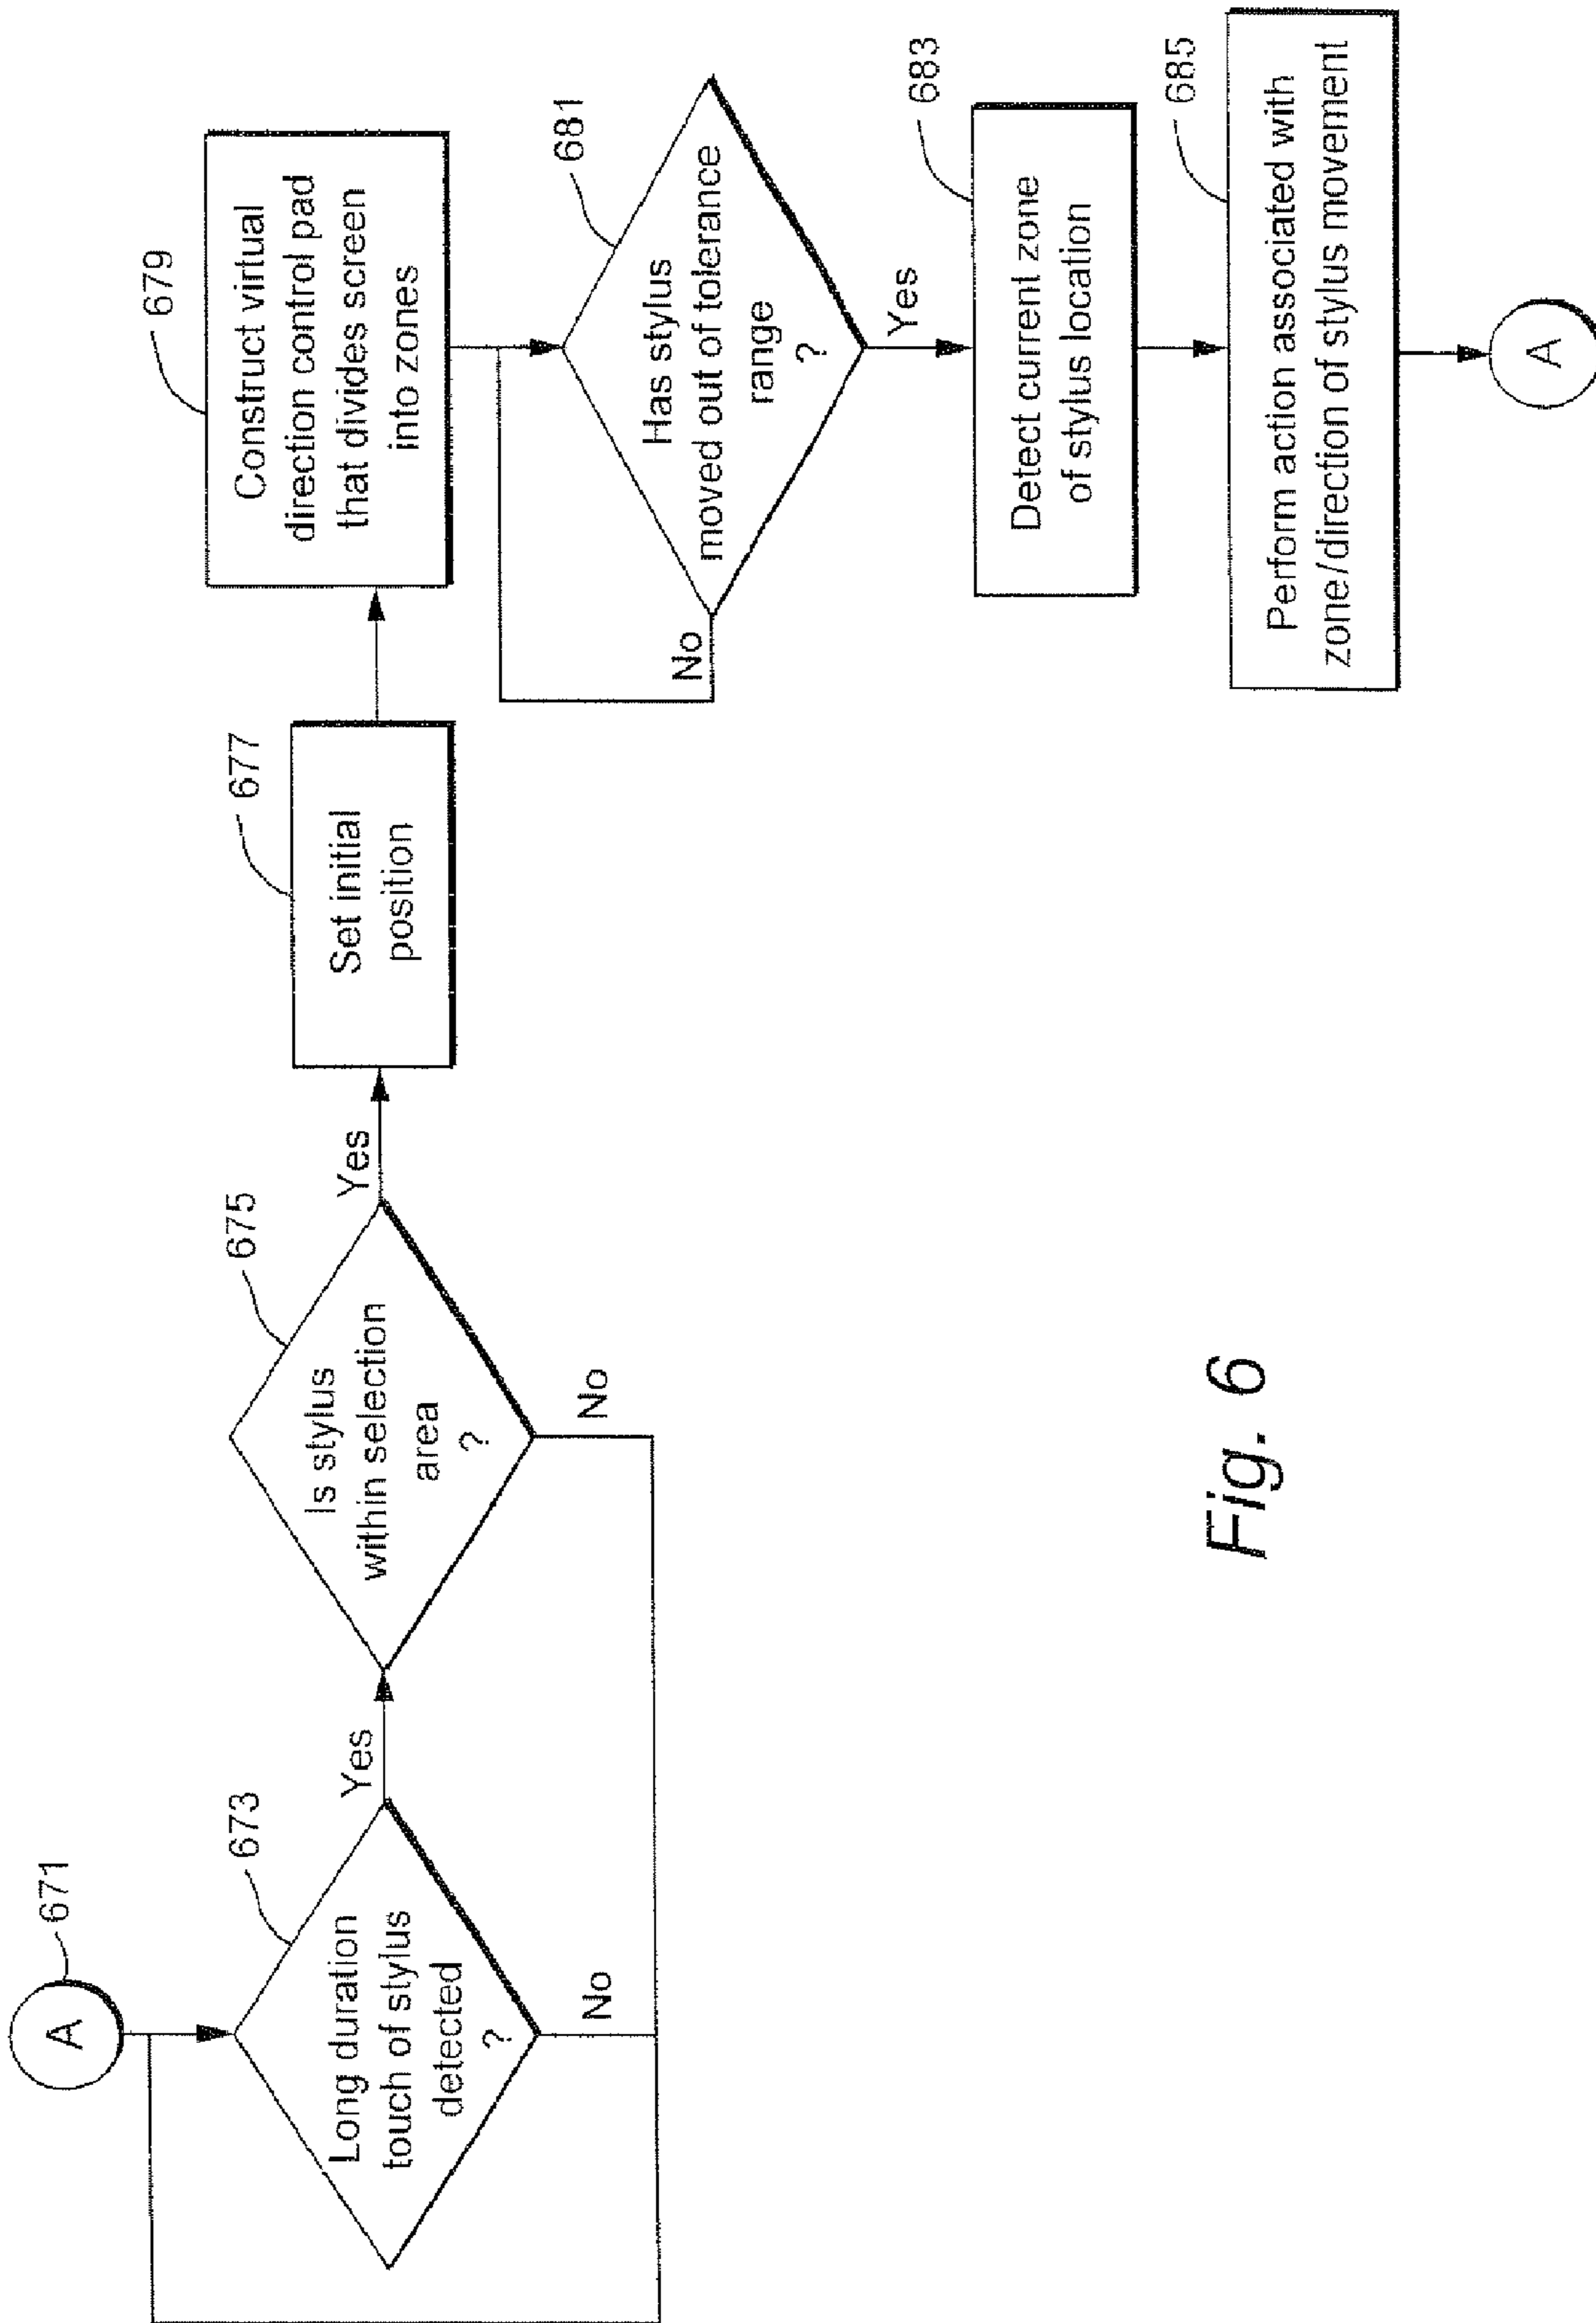 A
671
Long duration
touch of stylus
detected
?
673
Yes
No
Is stylus
within selection
area
?
675
Yes
No
Set initial
position
677
Construct virtual
direction control pad
that divides screen
into zones
679
Has stylus
moved out of tolerance
range
?
681
No
Yes
Detect current zone
of stylus location
683
Perform action associated with
zone/direction of stylus movement
685
A
Fig. 6